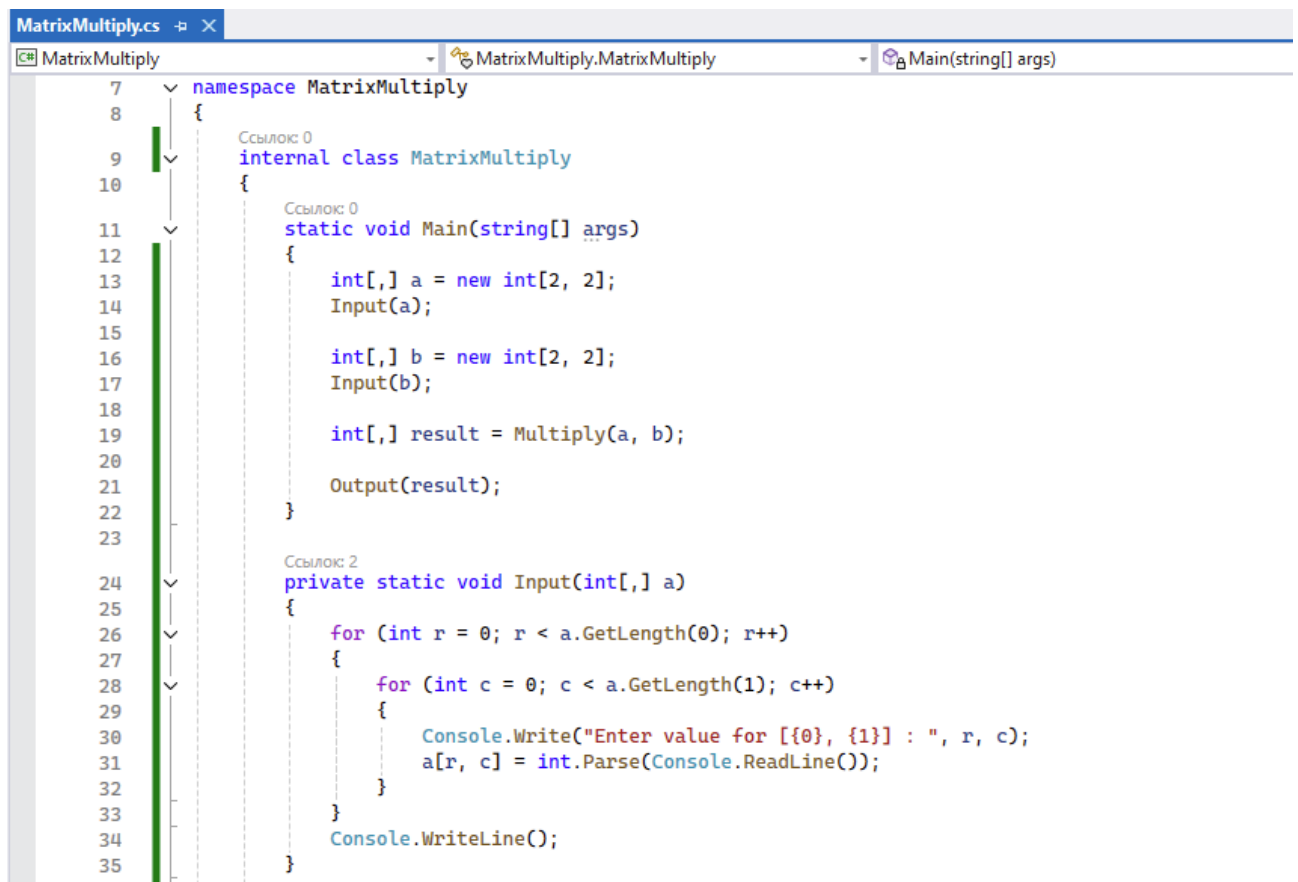 MatrixMultiply.cs
C# MatrixMultiply MatrixMultiply.MatrixMultiply Main(string[] args)
7 namespace MatrixMultiply
8 {
Ссылок: 0
9 internal class MatrixMultiply
10 {
Ссылок: 0
11 static void Main(string[] args)
12 {
13 int[,] a = new int[2, 2];
14 Input(a);
15
16 int[,] b = new int[2, 2];
17 Input(b);
18
19 int[,] result = Multiply(a, b);
20
21 Output(result);
22 }
23
Ссылок: 2
24 private static void Input(int[,] a)
25 {
26 for (int r = 0; r < a.GetLength(0); r++)
27 {
28 for (int c = 0; c < a.GetLength(1); c++)
29 {
30 Console.Write("Enter value for [{0}, {1}] : ", r, c);
31 a[r, c] = int.Parse(Console.ReadLine());
32 }
33 }
34 Console.WriteLine();
35 }